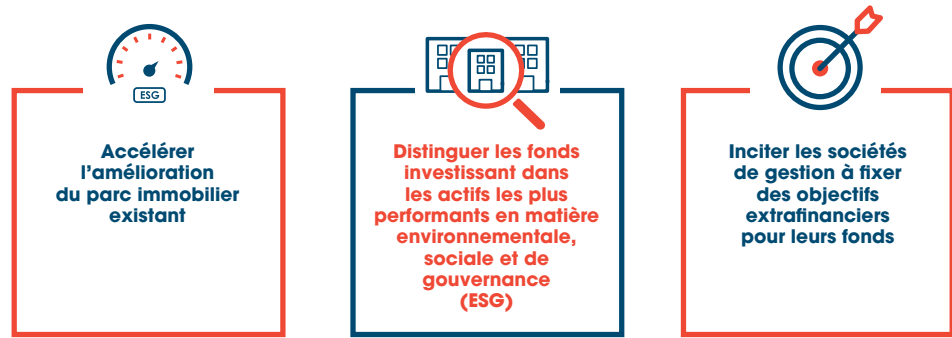 ESG
Accélérer
l'amélioration
du parc immobilier
existant
Distinguer les fonds
investissant dans
les actifs les plus
performants en matière
environnementale,
sociale et de
gouvernance
(ESG)
Inciter les sociétés
de gestion à fixer
des objectifs
extrafinanciers
pour leurs fonds